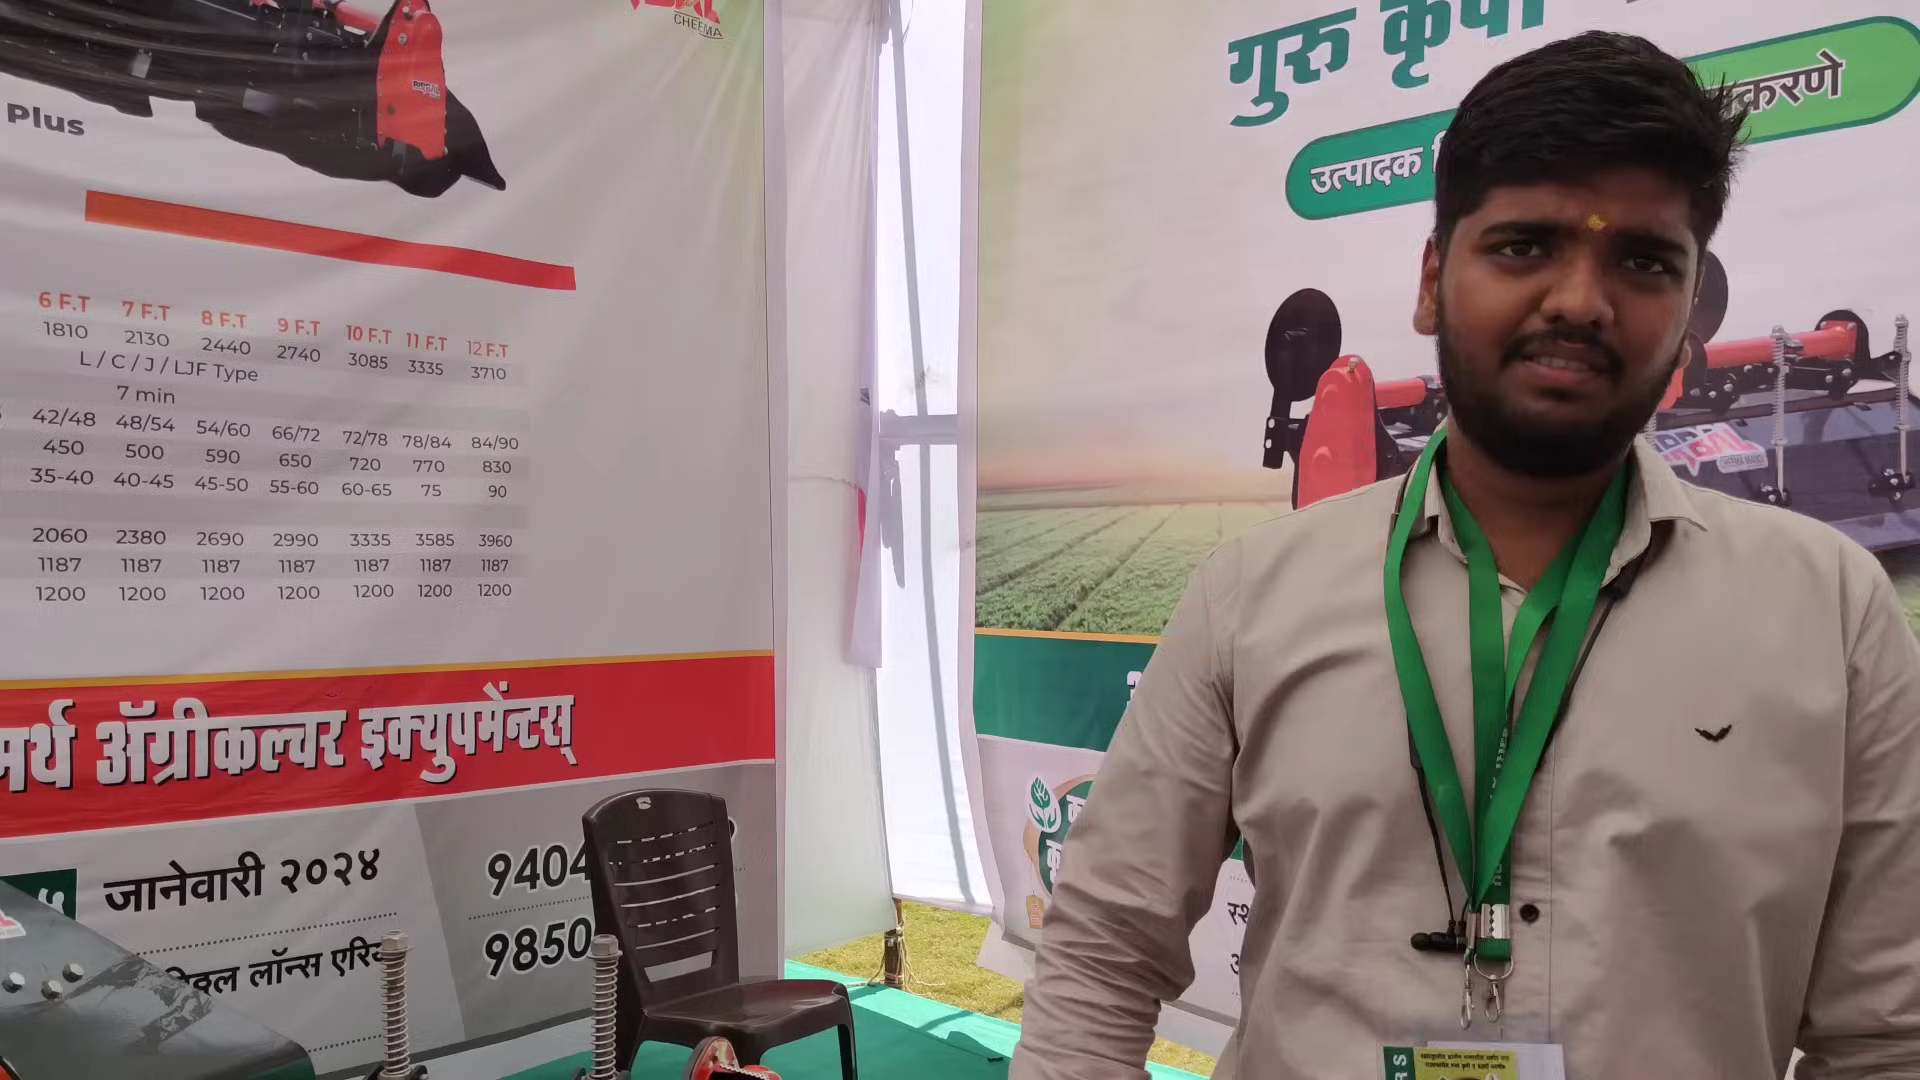 CHEEMA
Plus
6 F.T 7 F.T 8 F.T 9 F.T 10 F.T 11 F.T 12 F.T
1810 2130 2440 2740 3085 3335 3710
L / C / J / LJF Type
7 min
42/48 48/54 54/60 66/72 72/78 78/84 84/90
450 500 590 650 720 770 830
35-40 40-45 45-50 55-60 60-65 75 90
2060 2380 2690 2990 3335 3585 3960
1187 1187 1187 1187 1187 1187 1187
1200 1200 1200 1200 1200 1200 1200
मर्थ ॲग्रीकल्चर इक्युपमेंन्टस्
जानेवारी २०२४
लॉन्स
9404
9850
गुरु कृपा
उत्पादक